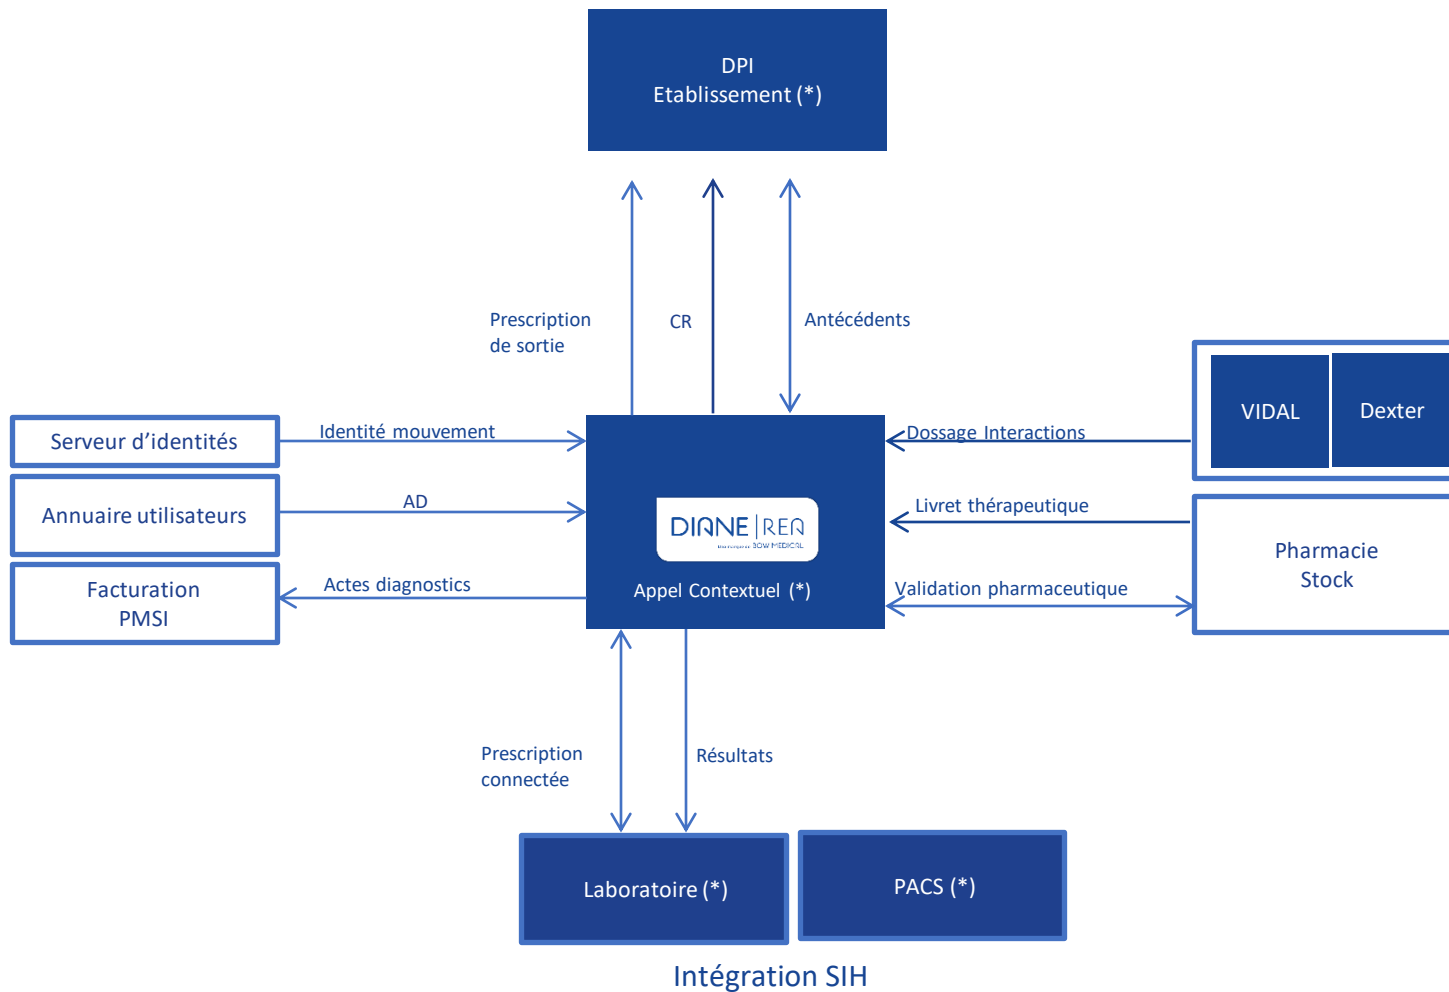 DPI
Etablissement (*)
Prescription
de sortie
CR
Antécédents
VIDAL
Dexter
Serveur d’identités
Identité mouvement
Dossage Interactions
Annuaire utilisateurs
AD
DIANE | REA
BOW MEDICAL
Livret thérapeutique
Pharmacie
Stock
Facturation
PMSI
Actes diagnostics
Appel Contextuel (*)
Validation pharmaceutique
Prescription
connectée
Résultats
Laboratoire (*)
PACS (*)
Intégration SIH